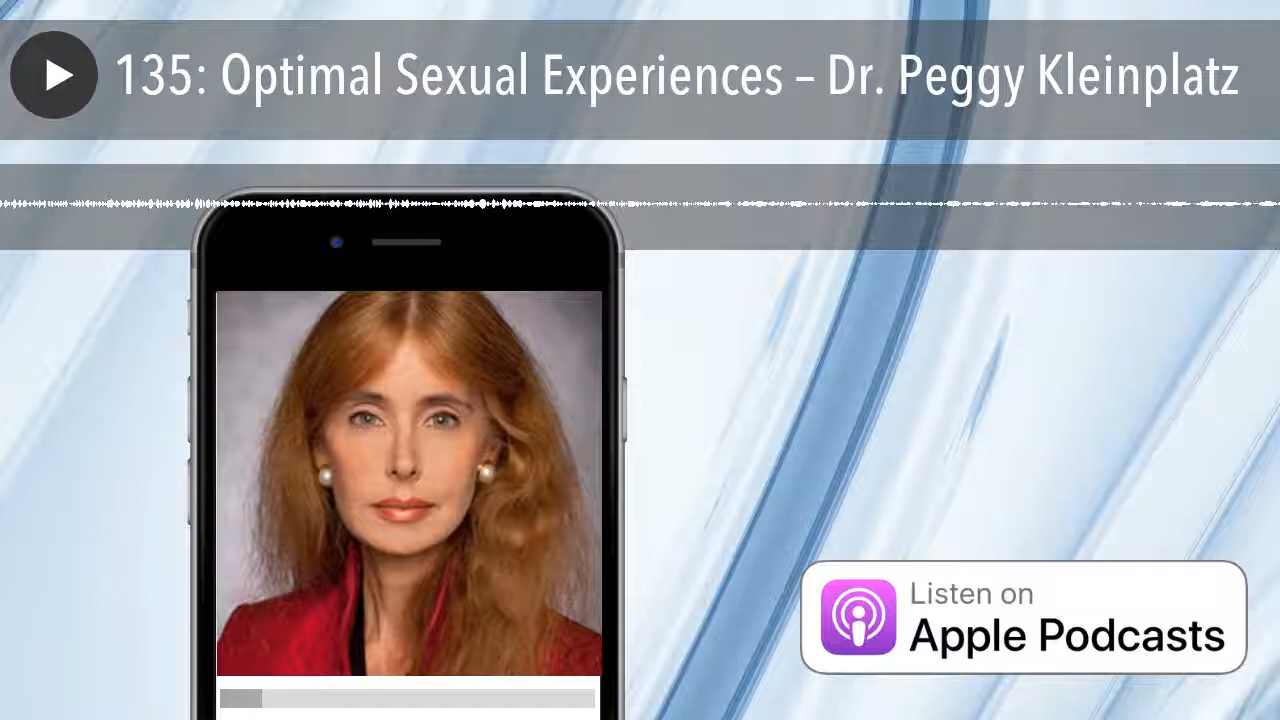 135: Optimal Sexual Experiences – Dr. Peggy Kleinplatz
Listen on
Apple Podcasts